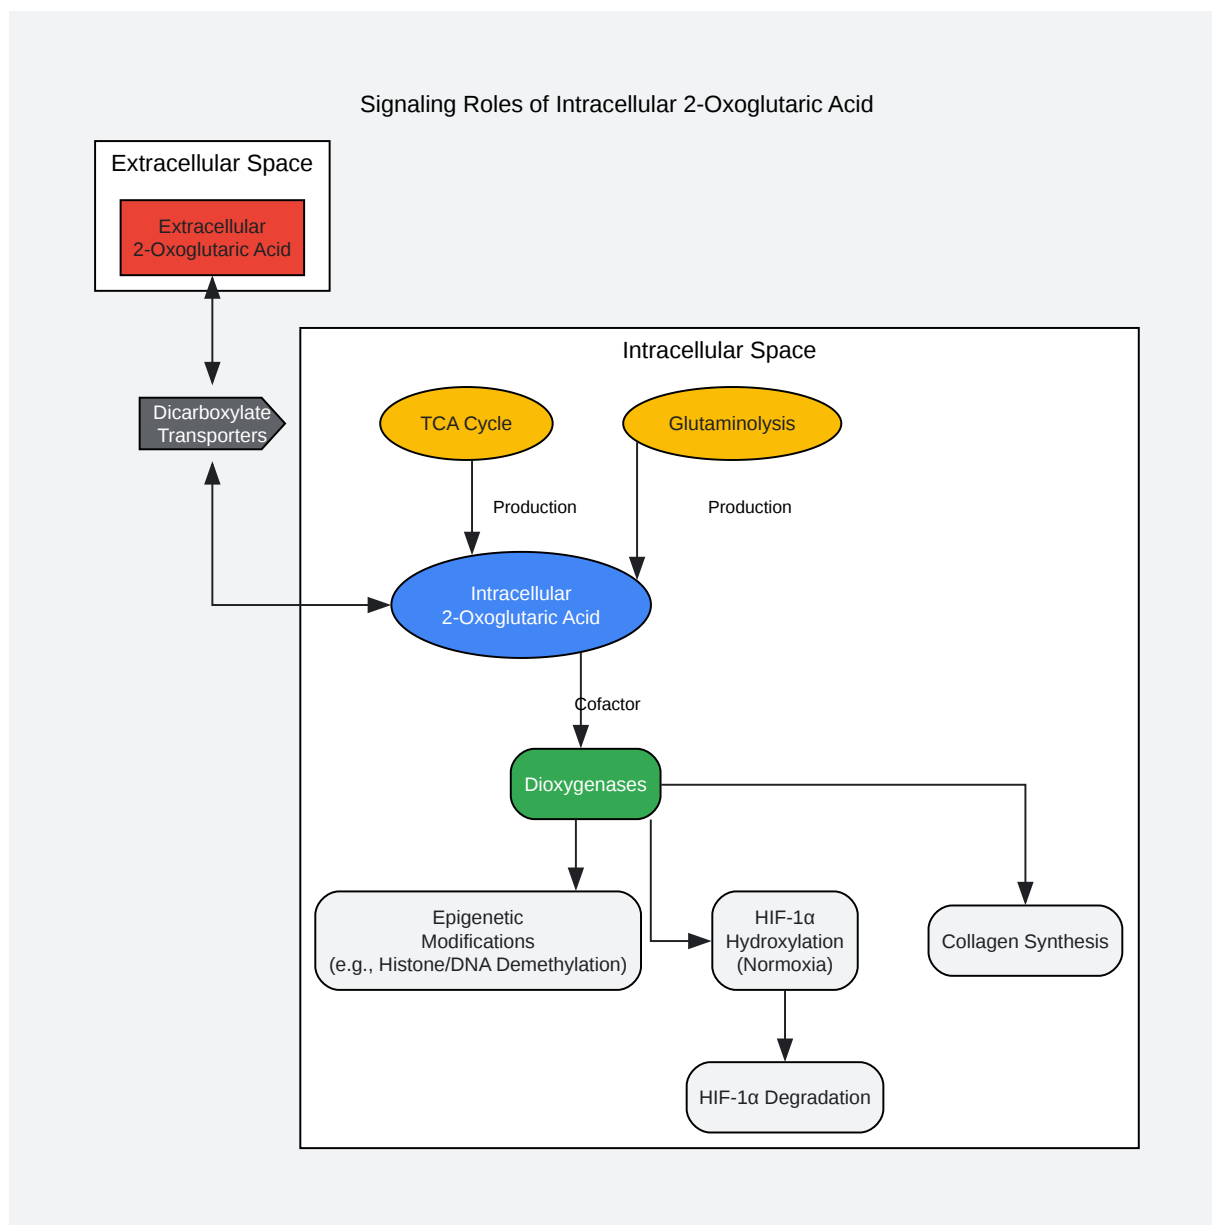 Signaling Roles of Intracellular 2-Oxoglutaric Acid
Extracellular Space
Extracellular
2-Oxoglutaric Acid
Intracellular Space
Dicarboxylate
Transporters
TCA Cycle
Glutaminolysis
Production
Production
Intracellular
2-Oxoglutaric Acid
Cofactor
Dioxygenases
Epigenetic
Modifications
(e.g., Histone/DNA Demethylation)
HIF-1α
Hydroxylation
(Normoxia)
Collagen Synthesis
HIF-1α Degradation